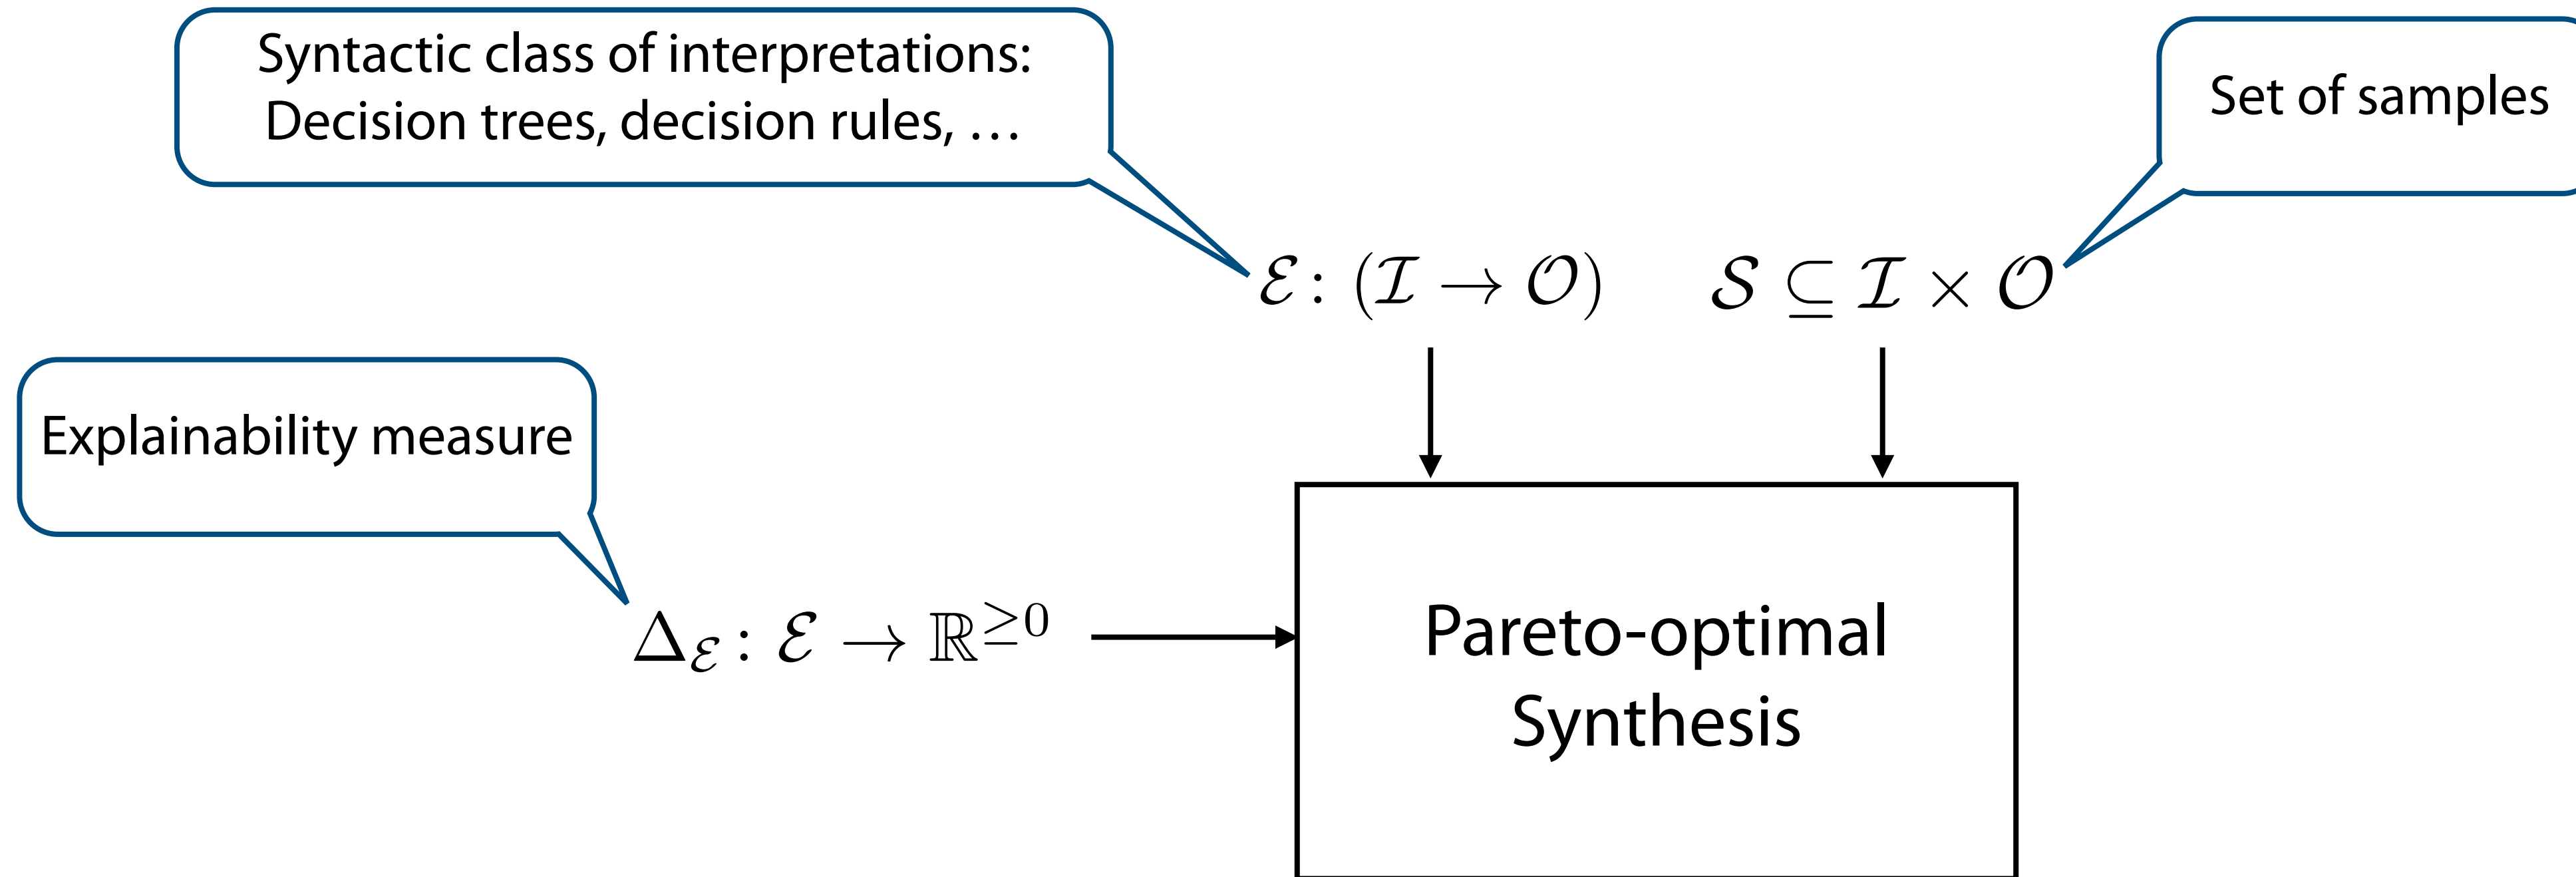 Syntactic class of interpretations:
Decision trees, decision rules, …
Set of samples
ℰ : (ℐ → 𝒪)
𝒮 ⊆ ℐ × 𝒪
Explainability measure
Δ_ℰ : ℰ → ℝ^≥0
Pareto-optimal
Synthesis